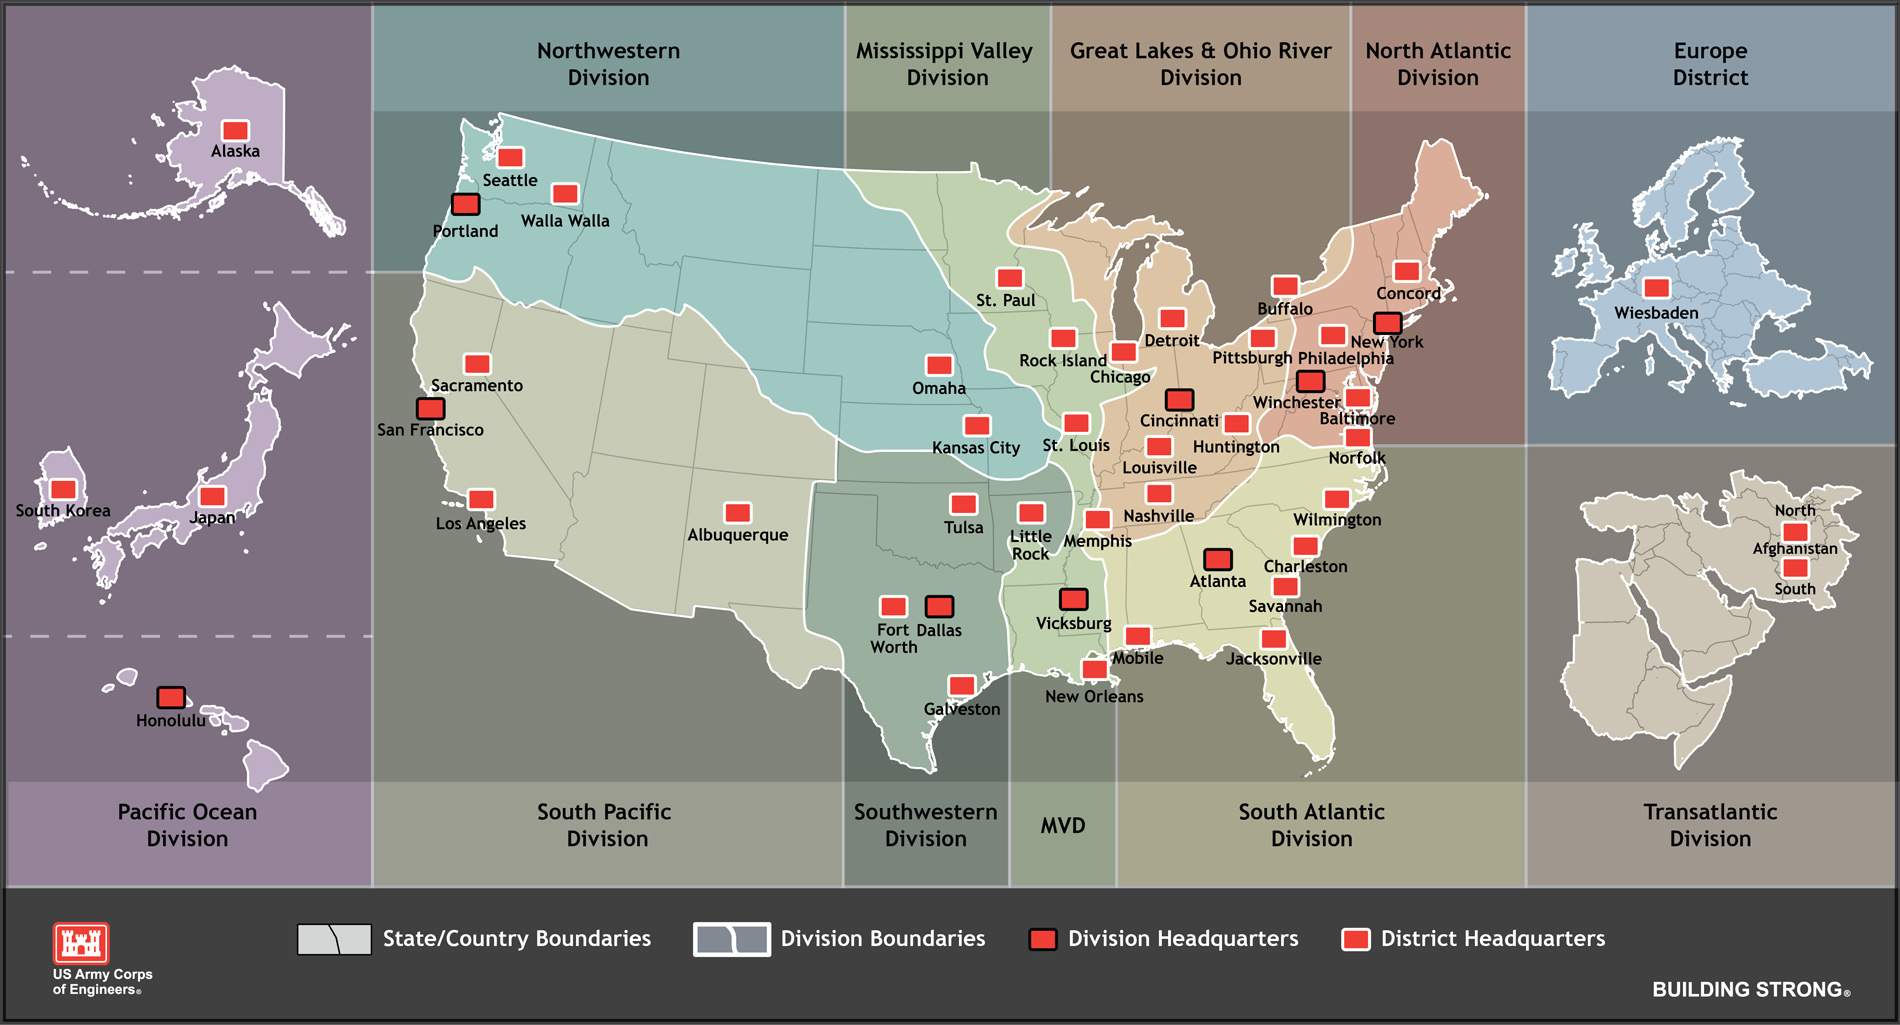 Northwestern
Division
Mississippi Valley
Division
Great Lakes & Ohio River
Division
North Atlantic
Division
Europe
District
Alaska
Seattle
Walla Walla
Portland
St. Paul
Buffalo
Concord
Wiesbaden
Detroit
New York
Rock Island
Chicago
Pittsburgh
Philadelphia
Sacramento
Omaha
Winchester
San Francisco
Cincinnati
Baltimore
Kansas City
St. Louis
Huntington
Norfolk
Louisville
South Korea
Japan
Los Angeles
Albuquerque
Tulsa
Little
Rock
Memphis
Nashville
Wilmington
North
Afghanistan
South
Charleston
Atlanta
Savannah
Vicksburg
Fort
Worth
Dallas
Mobile
Jacksonville
New Orleans
Galveston
Honolulu
Pacific Ocean
Division
South Pacific
Division
Southwestern
Division
MVD
South Atlantic
Division
Transatlantic
Division
State/Country Boundaries
Division Boundaries
Division Headquarters
District Headquarters
US Army Corps
of Engineers®
BUILDING STRONG®